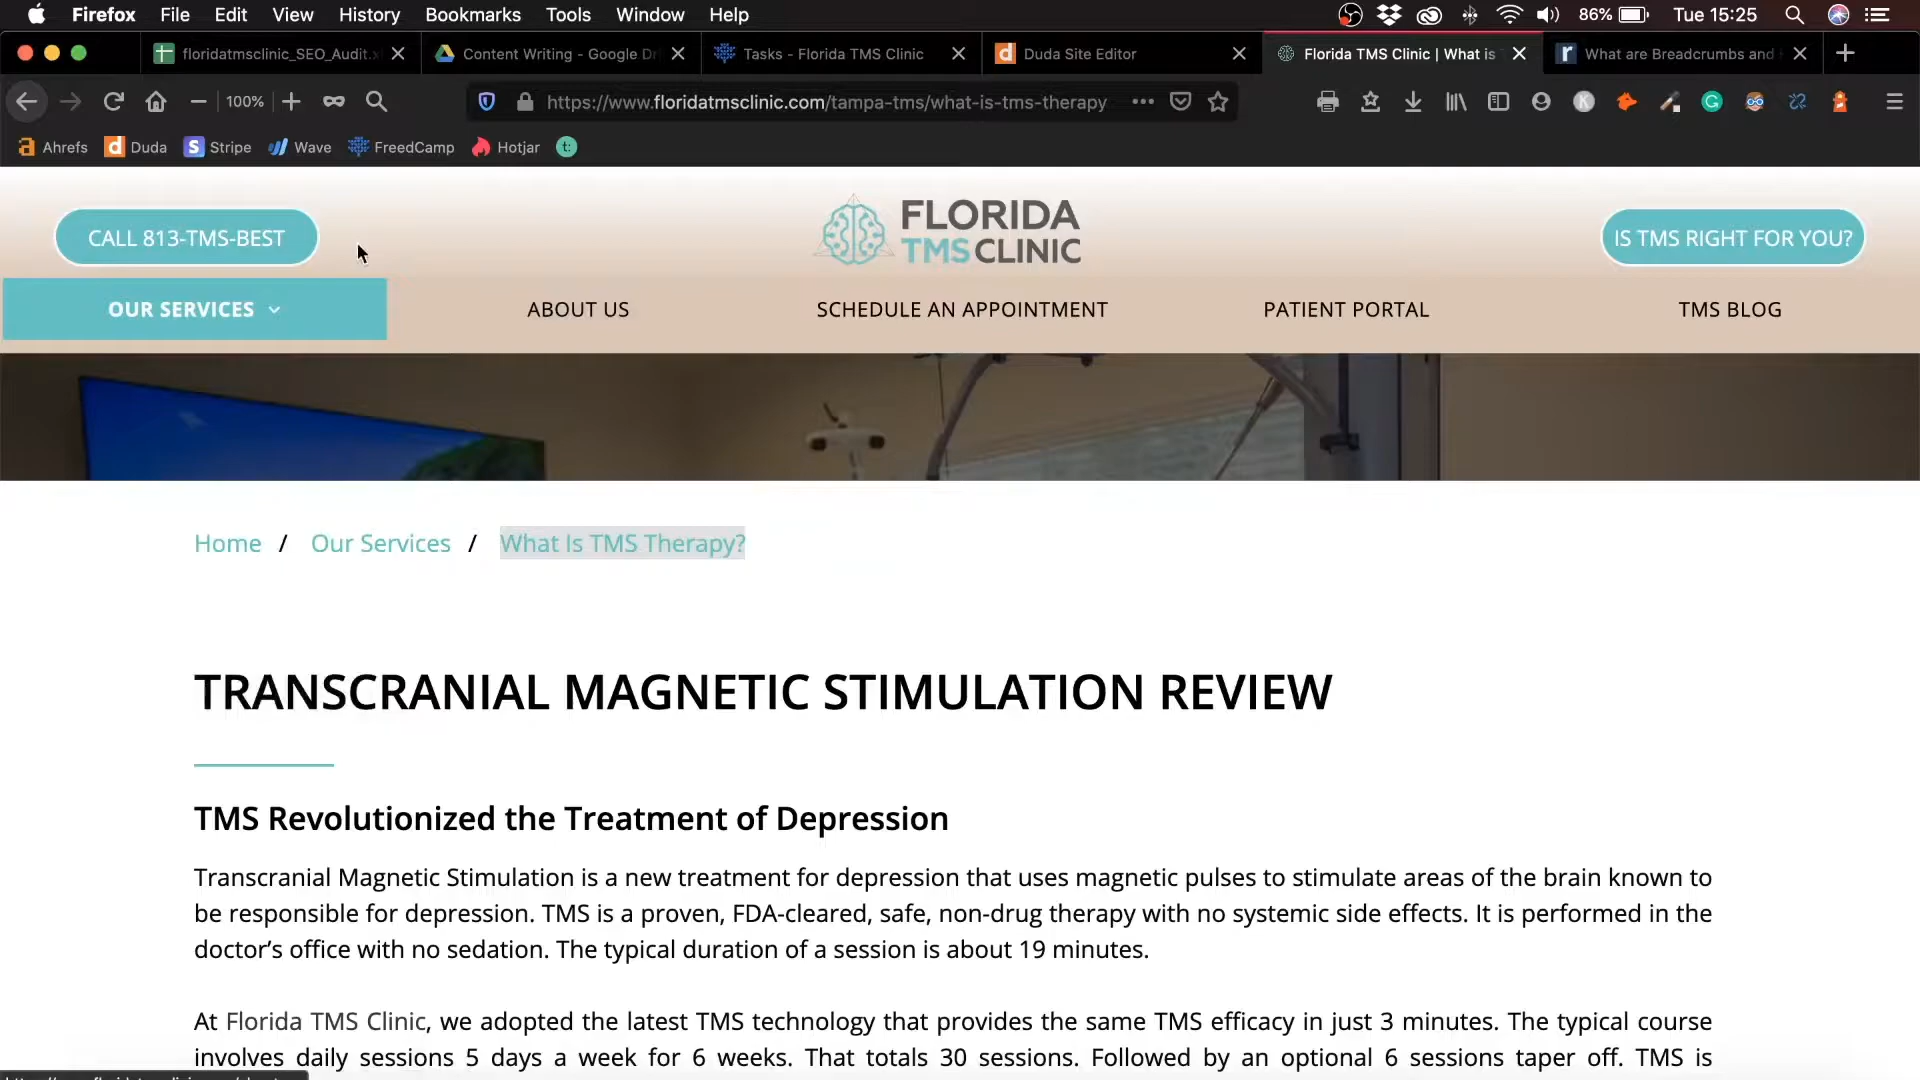 Firefox File Edit View History Bookmarks Tools Window Help 86% Tue 15:25
floridatmsclinic_SEO_Audit.x Content Writing - Google Dr Tasks - Florida TMS Clinic Duda Site Editor Florida TMS Clinic | What is What are Breadcrumbs and
100% https://www.floridatmsclinic.com/tampa-tms/what-is-tms-therapy
Ahrefs Duda Stripe Wave FreedCamp Hotjar t:
CALL 813-TMS-BEST
FLORIDA
TMS CLINIC
IS TMS RIGHT FOR YOU?
OUR SERVICES ABOUT US SCHEDULE AN APPOINTMENT PATIENT PORTAL TMS BLOG
Home / Our Services / What Is TMS Therapy?
TRANSCRANIAL MAGNETIC STIMULATION REVIEW
TMS Revolutionized the Treatment of Depression
Transcranial Magnetic Stimulation is a new treatment for depression that uses magnetic pulses to stimulate areas of the brain known to
be responsible for depression. TMS is a proven, FDA-cleared, safe, non-drug therapy with no systemic side effects. It is performed in the
doctor's office with no sedation. The typical duration of a session is about 19 minutes.
At Florida TMS Clinic, we adopted the latest TMS technology that provides the same TMS efficacy in just 3 minutes. The typical course
involves daily sessions 5 days a week for 6 weeks. That totals 30 sessions. Followed by an optional 6 sessions taper off. TMS is